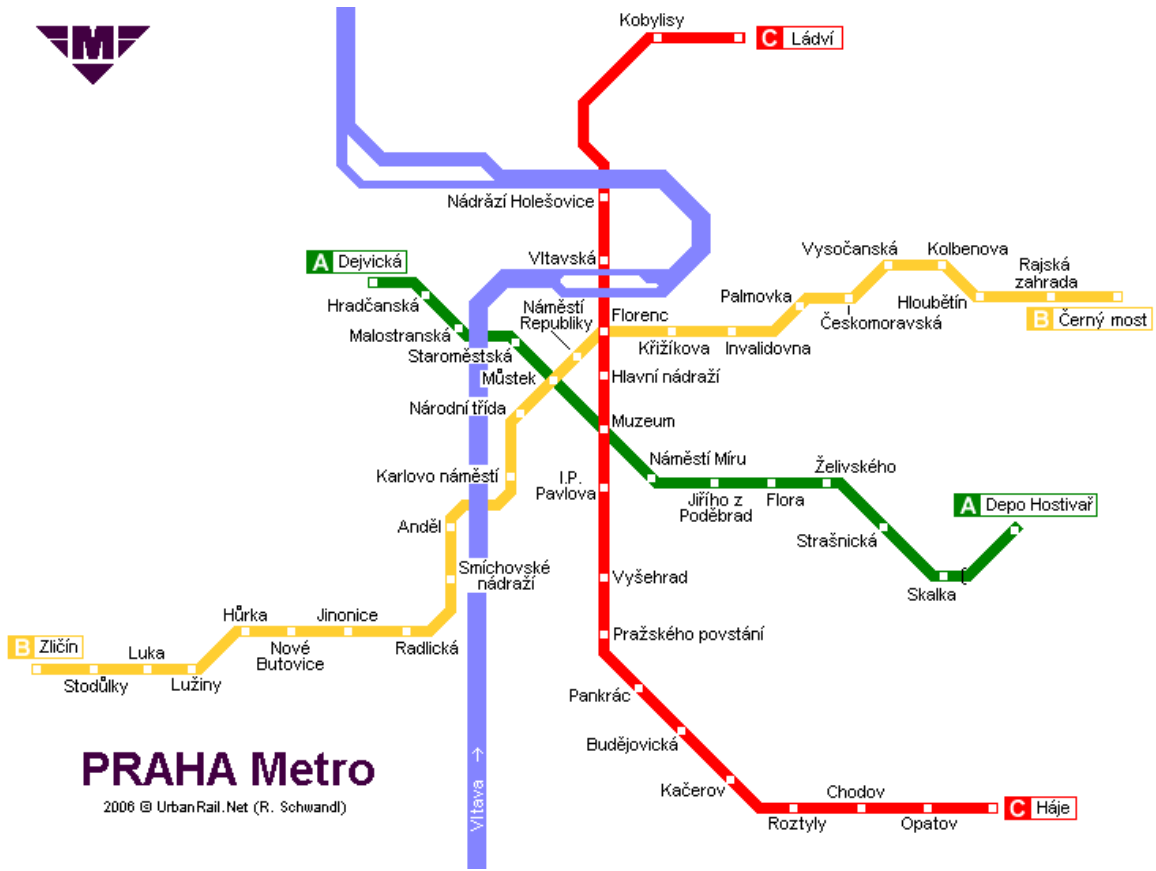 M
Kobylisy
C Ládví
Nádrází Holešovice
Vltavská
A Dejvická
Hradčanská
Malostranská
Staroměstská
Náměstí
Republiky
Můstek
Florenc
Křižíkova
Invalidovna
Palmovka
Českomoravská
Vysočanská
Kolbenova
Hloubětín
Rajská
zahrada
B Černý most
Hlavní nádraží
Národní třída
Muzeum
Karlovo náměstí
I.P.
Pavlova
Náměstí Míru
Jiřího z
Poděbrad
Flora
Želivského
Strašnická
Skalka
A Depo Hostivař
Anděl
Smíchovské
nádraží
Vyšehrad
Hůrka
Jinonice
Nové
Butovice
Radlická
B Zličín
Stodůlky
Luka
Lužiny
Pražského povstání
Pankrác
Budějovická
Kačerov
Roztyly
Chodov
Opatov
C Háje
Vltava →
PRAHA Metro
2006 © UrbanRail.Net (R. Schwandl)